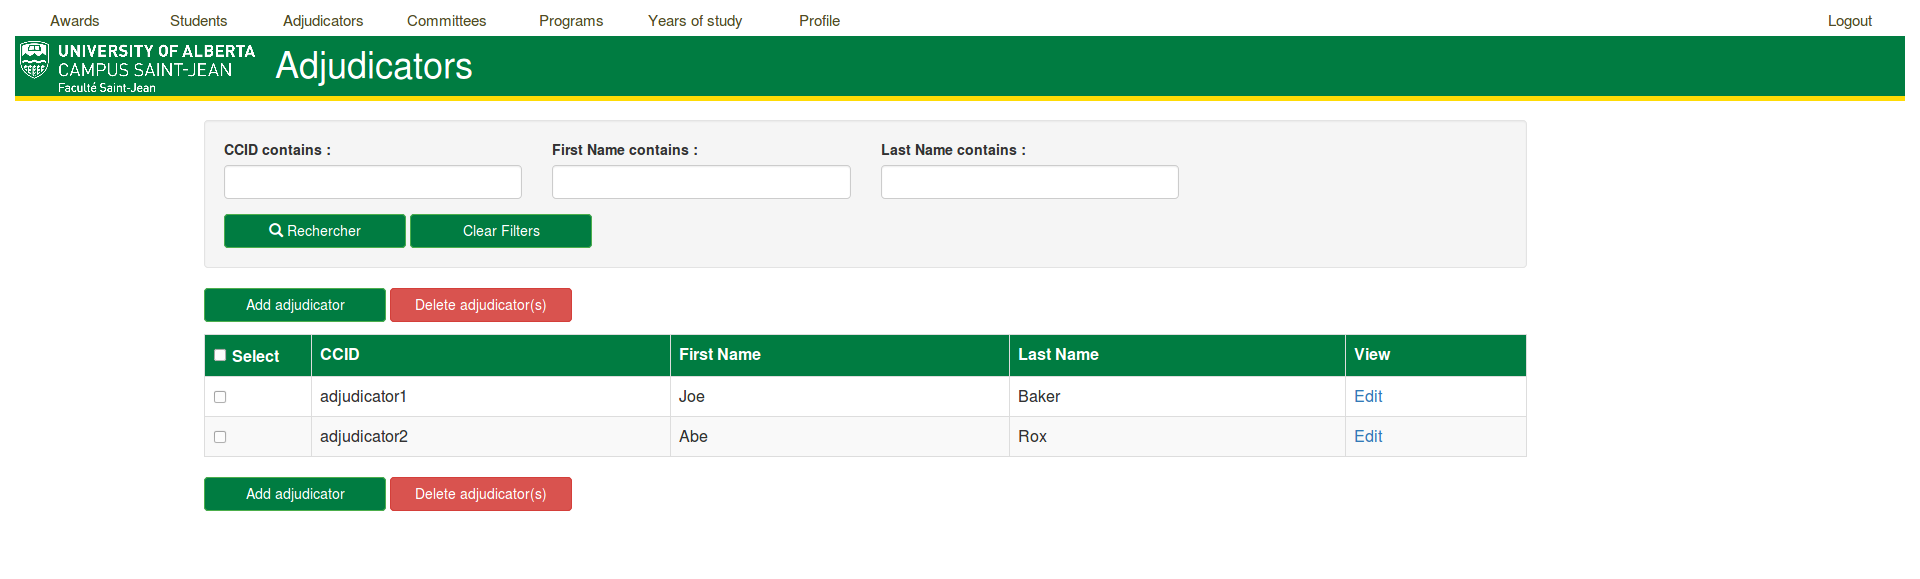 Awards Students Adjudicators Committees Programs Years of study Profile Logout
UNIVERSITY OF ALBERTA
CAMPUS SAINT-JEAN
Faculté Saint-Jean
Adjudicators
CCID contains : First Name contains : Last Name contains :
Rechercher Clear Filters
Add adjudicator Delete adjudicator(s)
Select CCID First Name Last Name View
adjudicator1 Joe Baker Edit
adjudicator2 Abe Rox Edit
Add adjudicator Delete adjudicator(s)